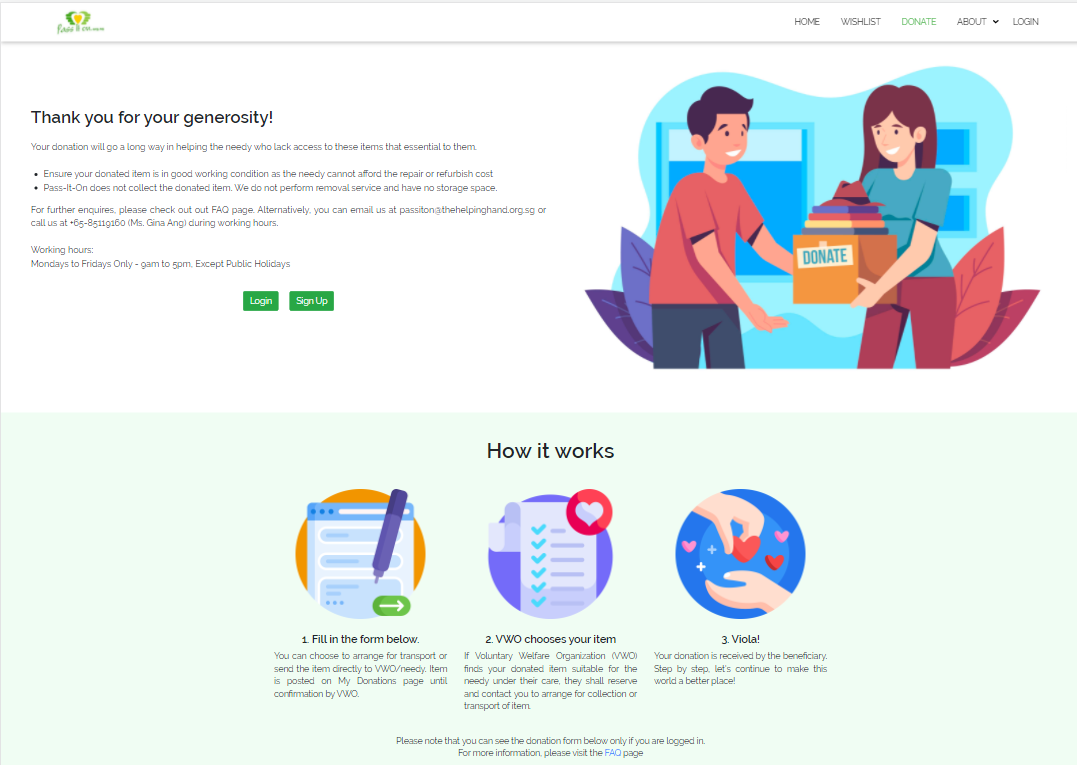 Pass It On
HOME WISHLIST DONATE ABOUT LOGIN
Thank you for your generosity!
Your donation will go a long way in helping the needy who lack access to these items that essential to them.
Ensure your donated item is in good working condition as the needy cannot afford the repair or refurbish cost
Pass-It-On does not collect the donated item. We do not perform removal service and have no storage space.
For further enquires, please check out out FAQ page. Alternatively, you can email us at passiton@thehelpinghand.org.sg or
call us at +65-85119160 (Ms. Gina Ang) during working hours.
Working hours:
Mondays to Fridays Only - 9am to 5pm, Except Public Holidays
Login Sign Up
DONATE
How it works
1. Fill in the form below.
You can choose to arrange for transport or
send the item directly to VWO/needy. Item
is posted on My Donations page until
confirmation by VWO.
2. VWO chooses your item
If Voluntary Welfare Organization (VWO)
finds your donated item suitable for the
needy under their care, they shall reserve
and contact you to arrange for collection or
transport of item.
3. Viola!
Your donation is received by the beneficiary.
Step by step, let's continue to make this
world a better place!
Please note that you can see the donation form below only if you are logged in.
For more information, please visit the FAQ page